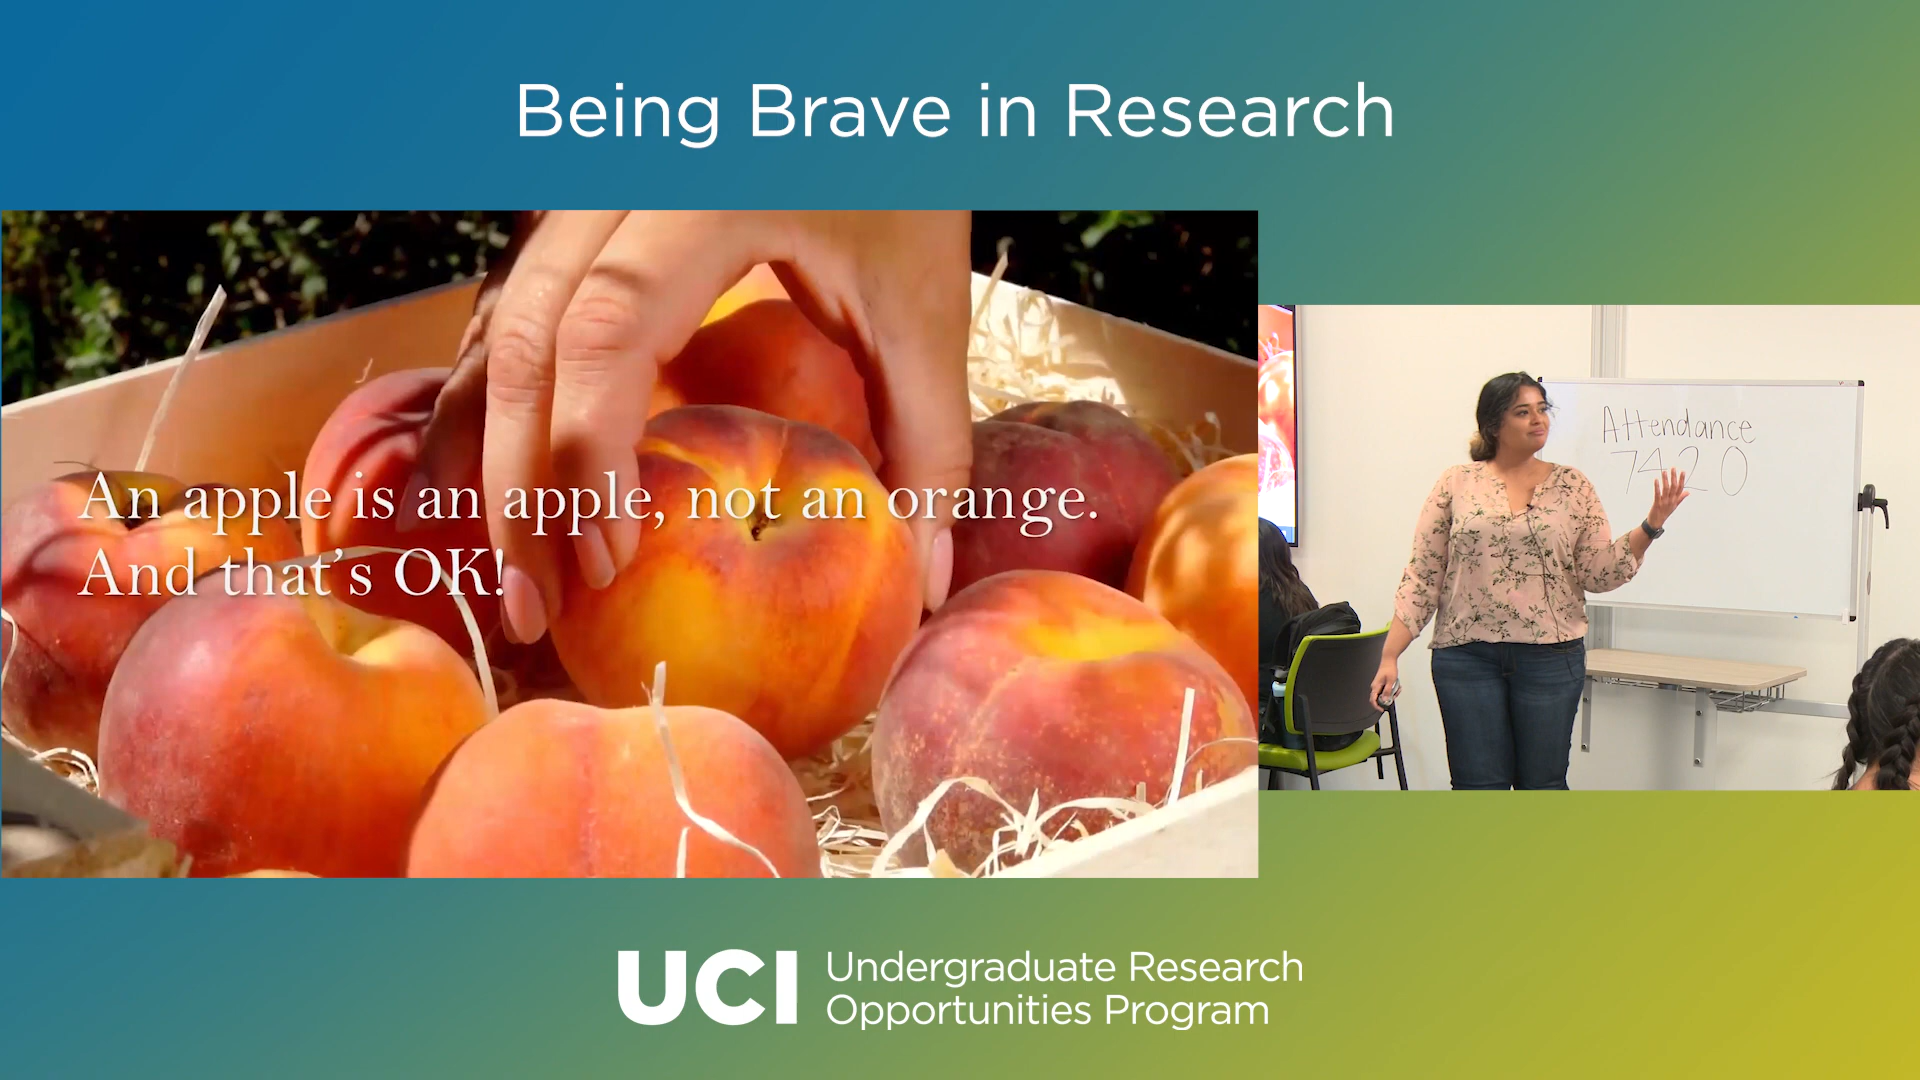 Being Brave in Research
An apple is an apple, not an orange.
And that's OK!
Attendance
7420
UCI
Undergraduate Research
Opportunities Program